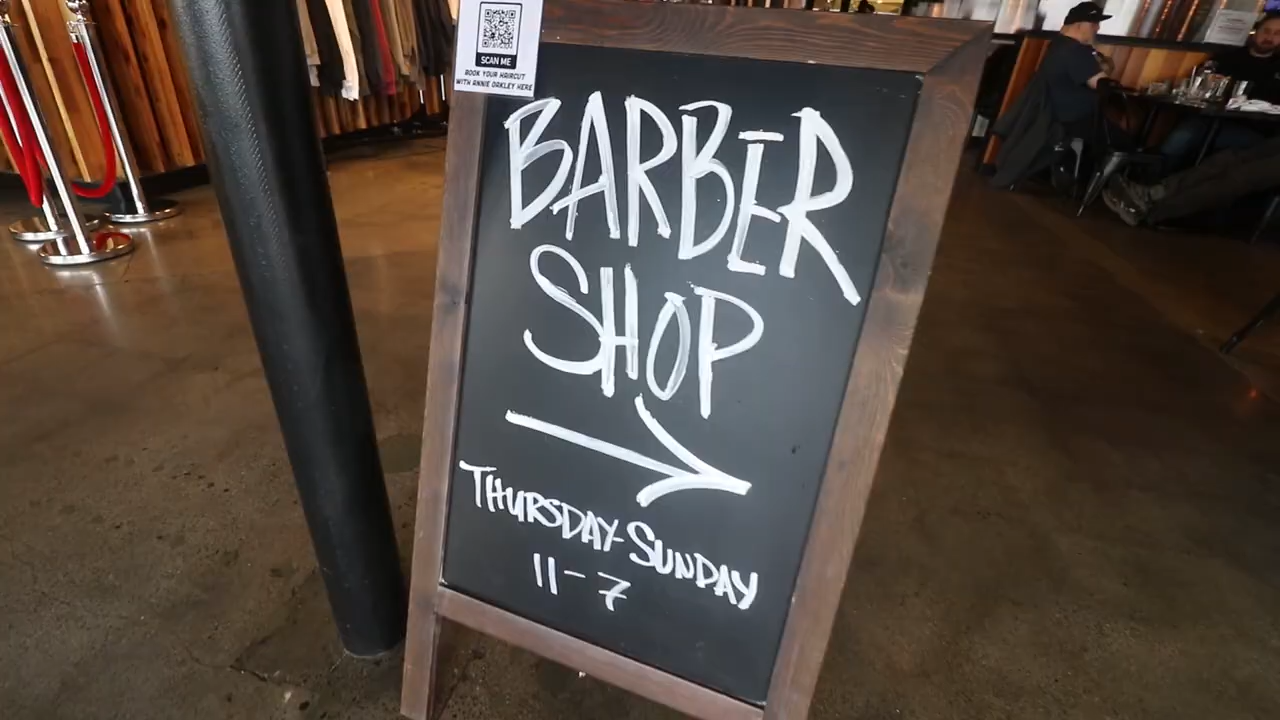 SCAN ME
BOOK YOUR HAIRCUT
WITH ANNIE OAKLEY HERE
BARBER
SHOP
THURSDAY-SUNDAY
11-7